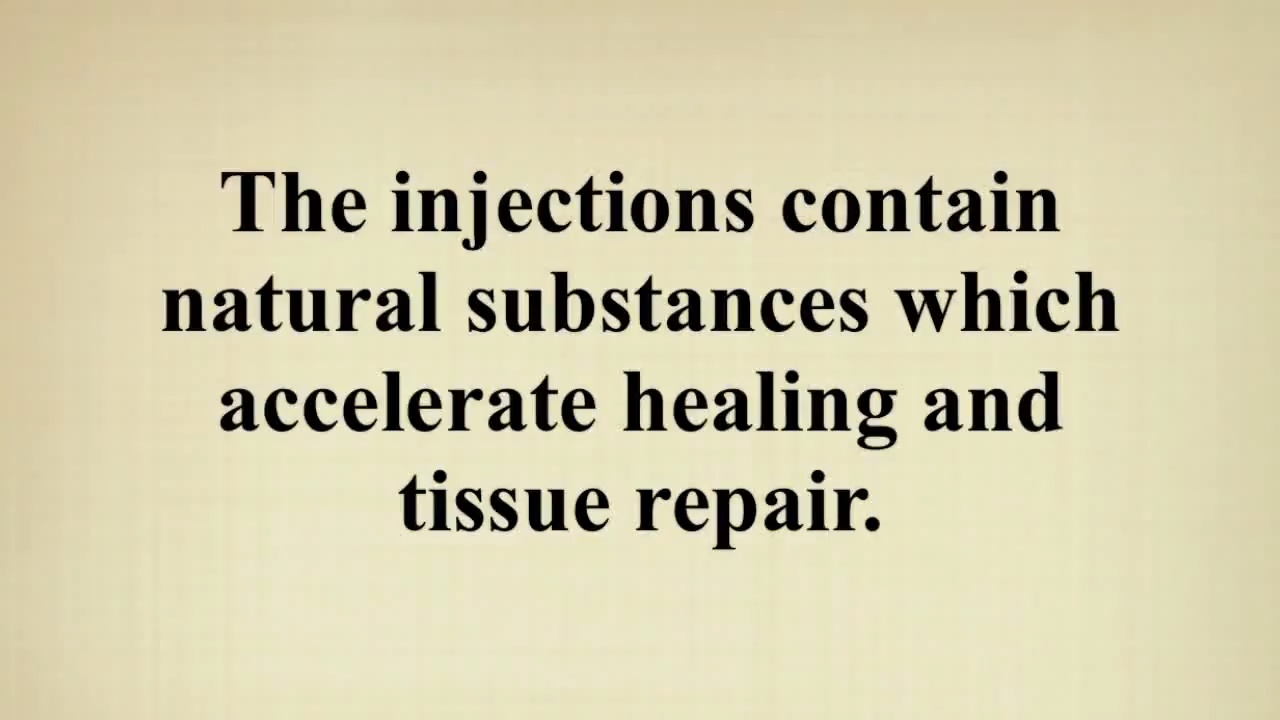 The injections contain
natural substances which
accelerate healing and
tissue repair.